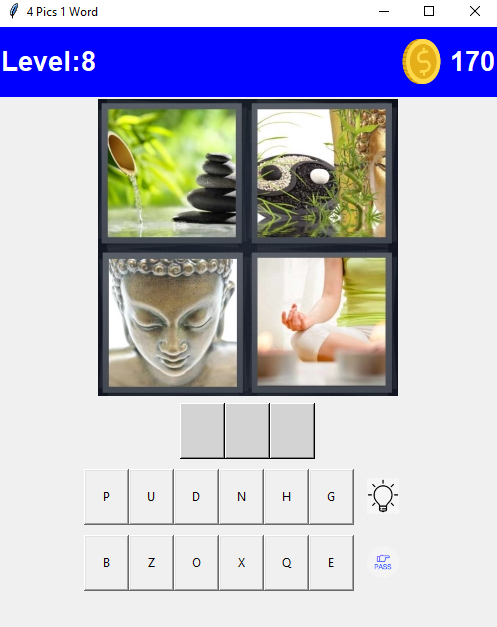 4 Pics 1 Word
Level:8
170
P U D N H G
B Z O X Q E
PASS